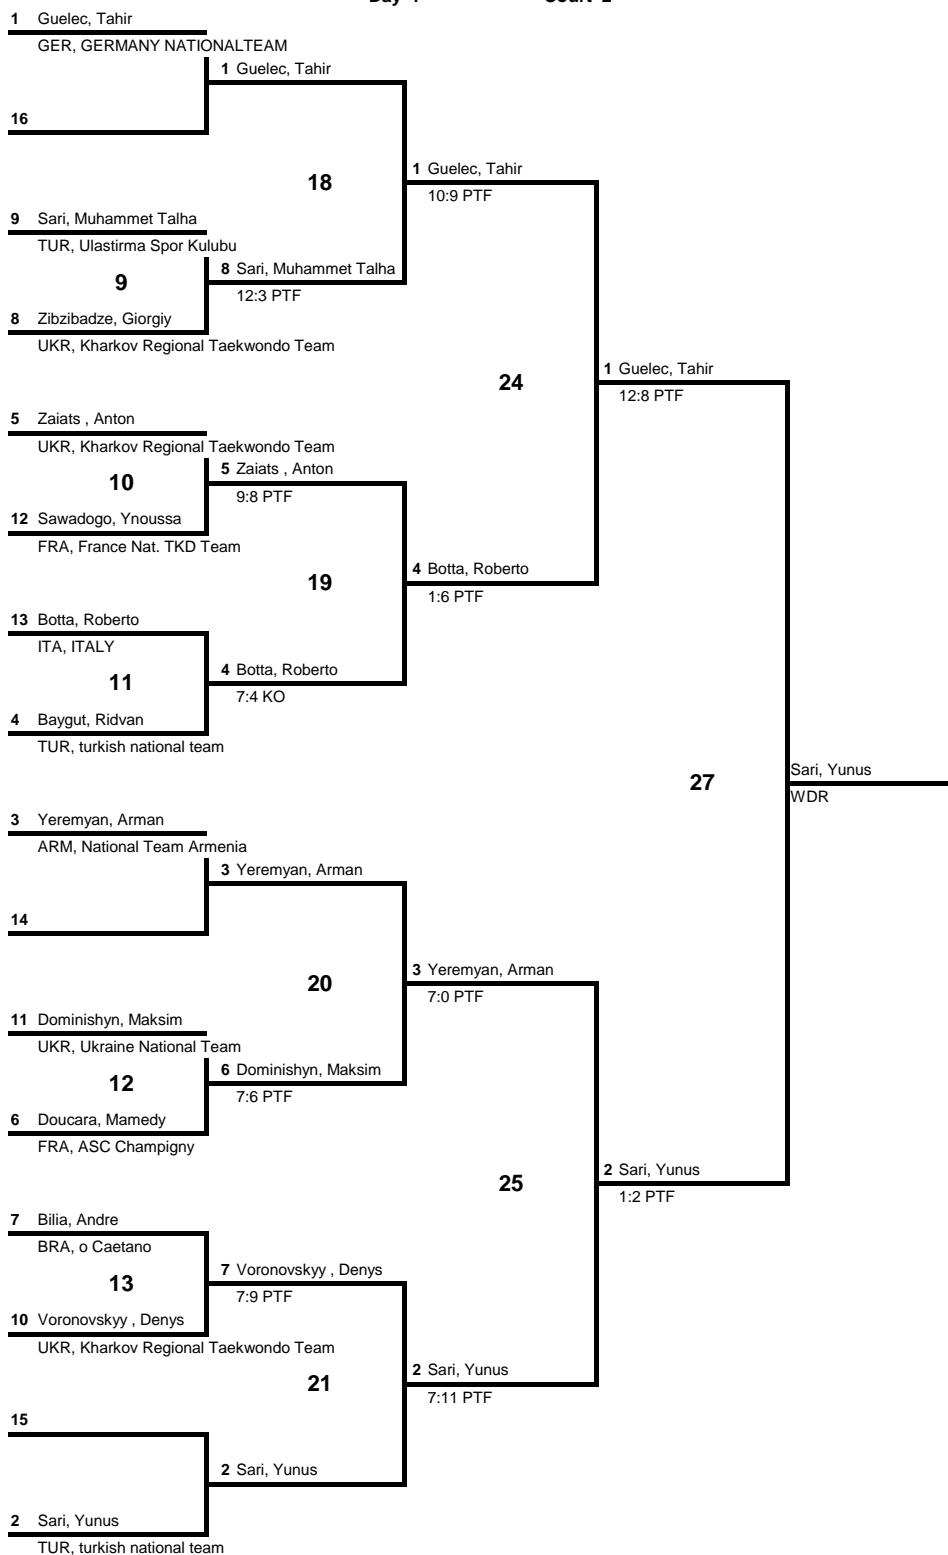 1 Guelec, Tahir
GER, GERMANY NATIONALTEAM
1 Guelec, Tahir
16
18
1 Guelec, Tahir
10:9 PTF
9 Sari, Muhammet Talha
TUR, Ulastirma Spor Kulubu
9
8 Sari, Muhammet Talha
12:3 PTF
8 Zibzibadze, Giorgiy
UKR, Kharkov Regional Taekwondo Team
24
1 Guelec, Tahir
12:8 PTF
5 Zaiats , Anton
UKR, Kharkov Regional Taekwondo Team
10
5 Zaiats , Anton
9:8 PTF
12 Sawadogo, Ynoussa
FRA, France Nat. TKD Team
19
4 Botta, Roberto
1:6 PTF
13 Botta, Roberto
ITA, ITALY
11
4 Botta, Roberto
7:4 KO
4 Baygut, Ridvan
TUR, turkish national team
27
Sari, Yunus
WDR
3 Yeremyan, Arman
ARM, National Team Armenia
3 Yeremyan, Arman
14
20
3 Yeremyan, Arman
7:0 PTF
11 Dominishyn, Maksim
UKR, Ukraine National Team
12
6 Dominishyn, Maksim
7:6 PTF
6 Doucara, Mamedy
FRA, ASC Champigny
25
2 Sari, Yunus
1:2 PTF
7 Bilia, Andre
BRA, o Caetano
13
7 Voronovskyy , Denys
7:9 PTF
10 Voronovskyy , Denys
UKR, Kharkov Regional Taekwondo Team
21
2 Sari, Yunus
7:11 PTF
15
2 Sari, Yunus
2 Sari, Yunus
TUR, turkish national team